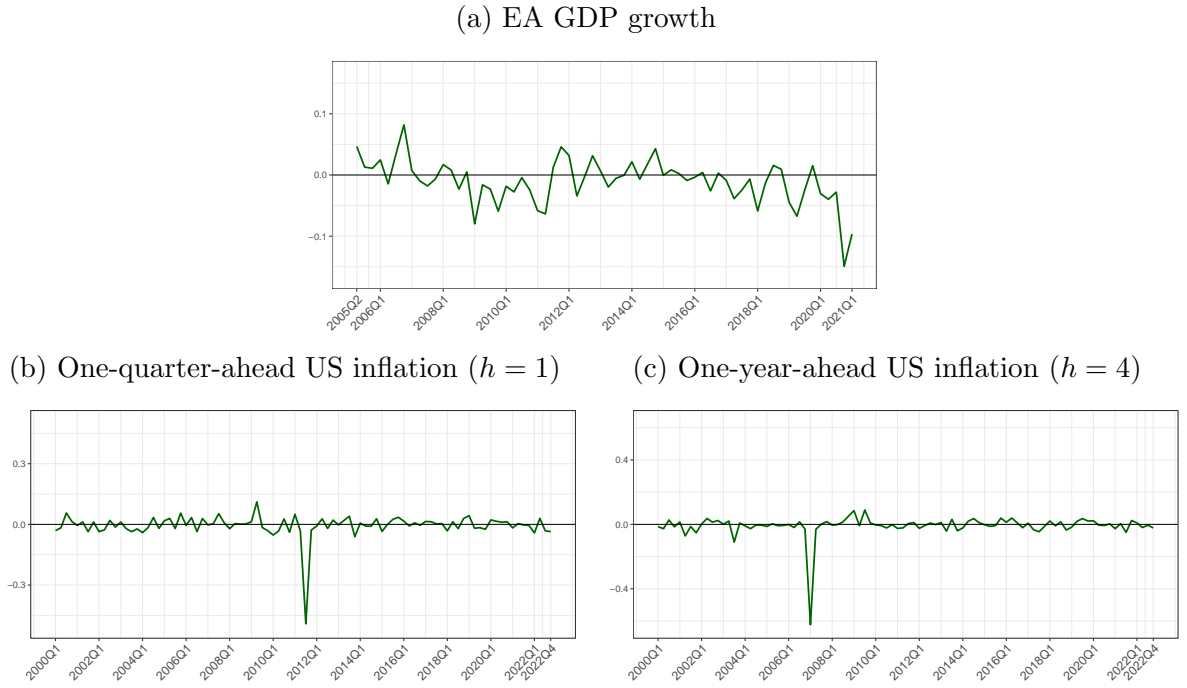 (a) EA GDP growth
0.1
0.0
−0.1
2005Q2
2006Q1
2008Q1
2010Q1
2012Q1
2014Q1
2016Q1
2018Q1
2020Q1
2021Q1
(b) One-quarter-ahead US inflation (h = 1)
0.3
0.0
−0.3
2000Q1
2002Q1
2004Q1
2006Q1
2008Q1
2010Q1
2012Q1
2014Q1
2016Q1
2018Q1
2020Q1
2022Q1
2022Q4
(c) One-year-ahead US inflation (h = 4)
0.4
0.0
−0.4
2000Q1
2002Q1
2004Q1
2006Q1
2008Q1
2010Q1
2012Q1
2014Q1
2016Q1
2018Q1
2020Q1
2022Q1
2022Q4